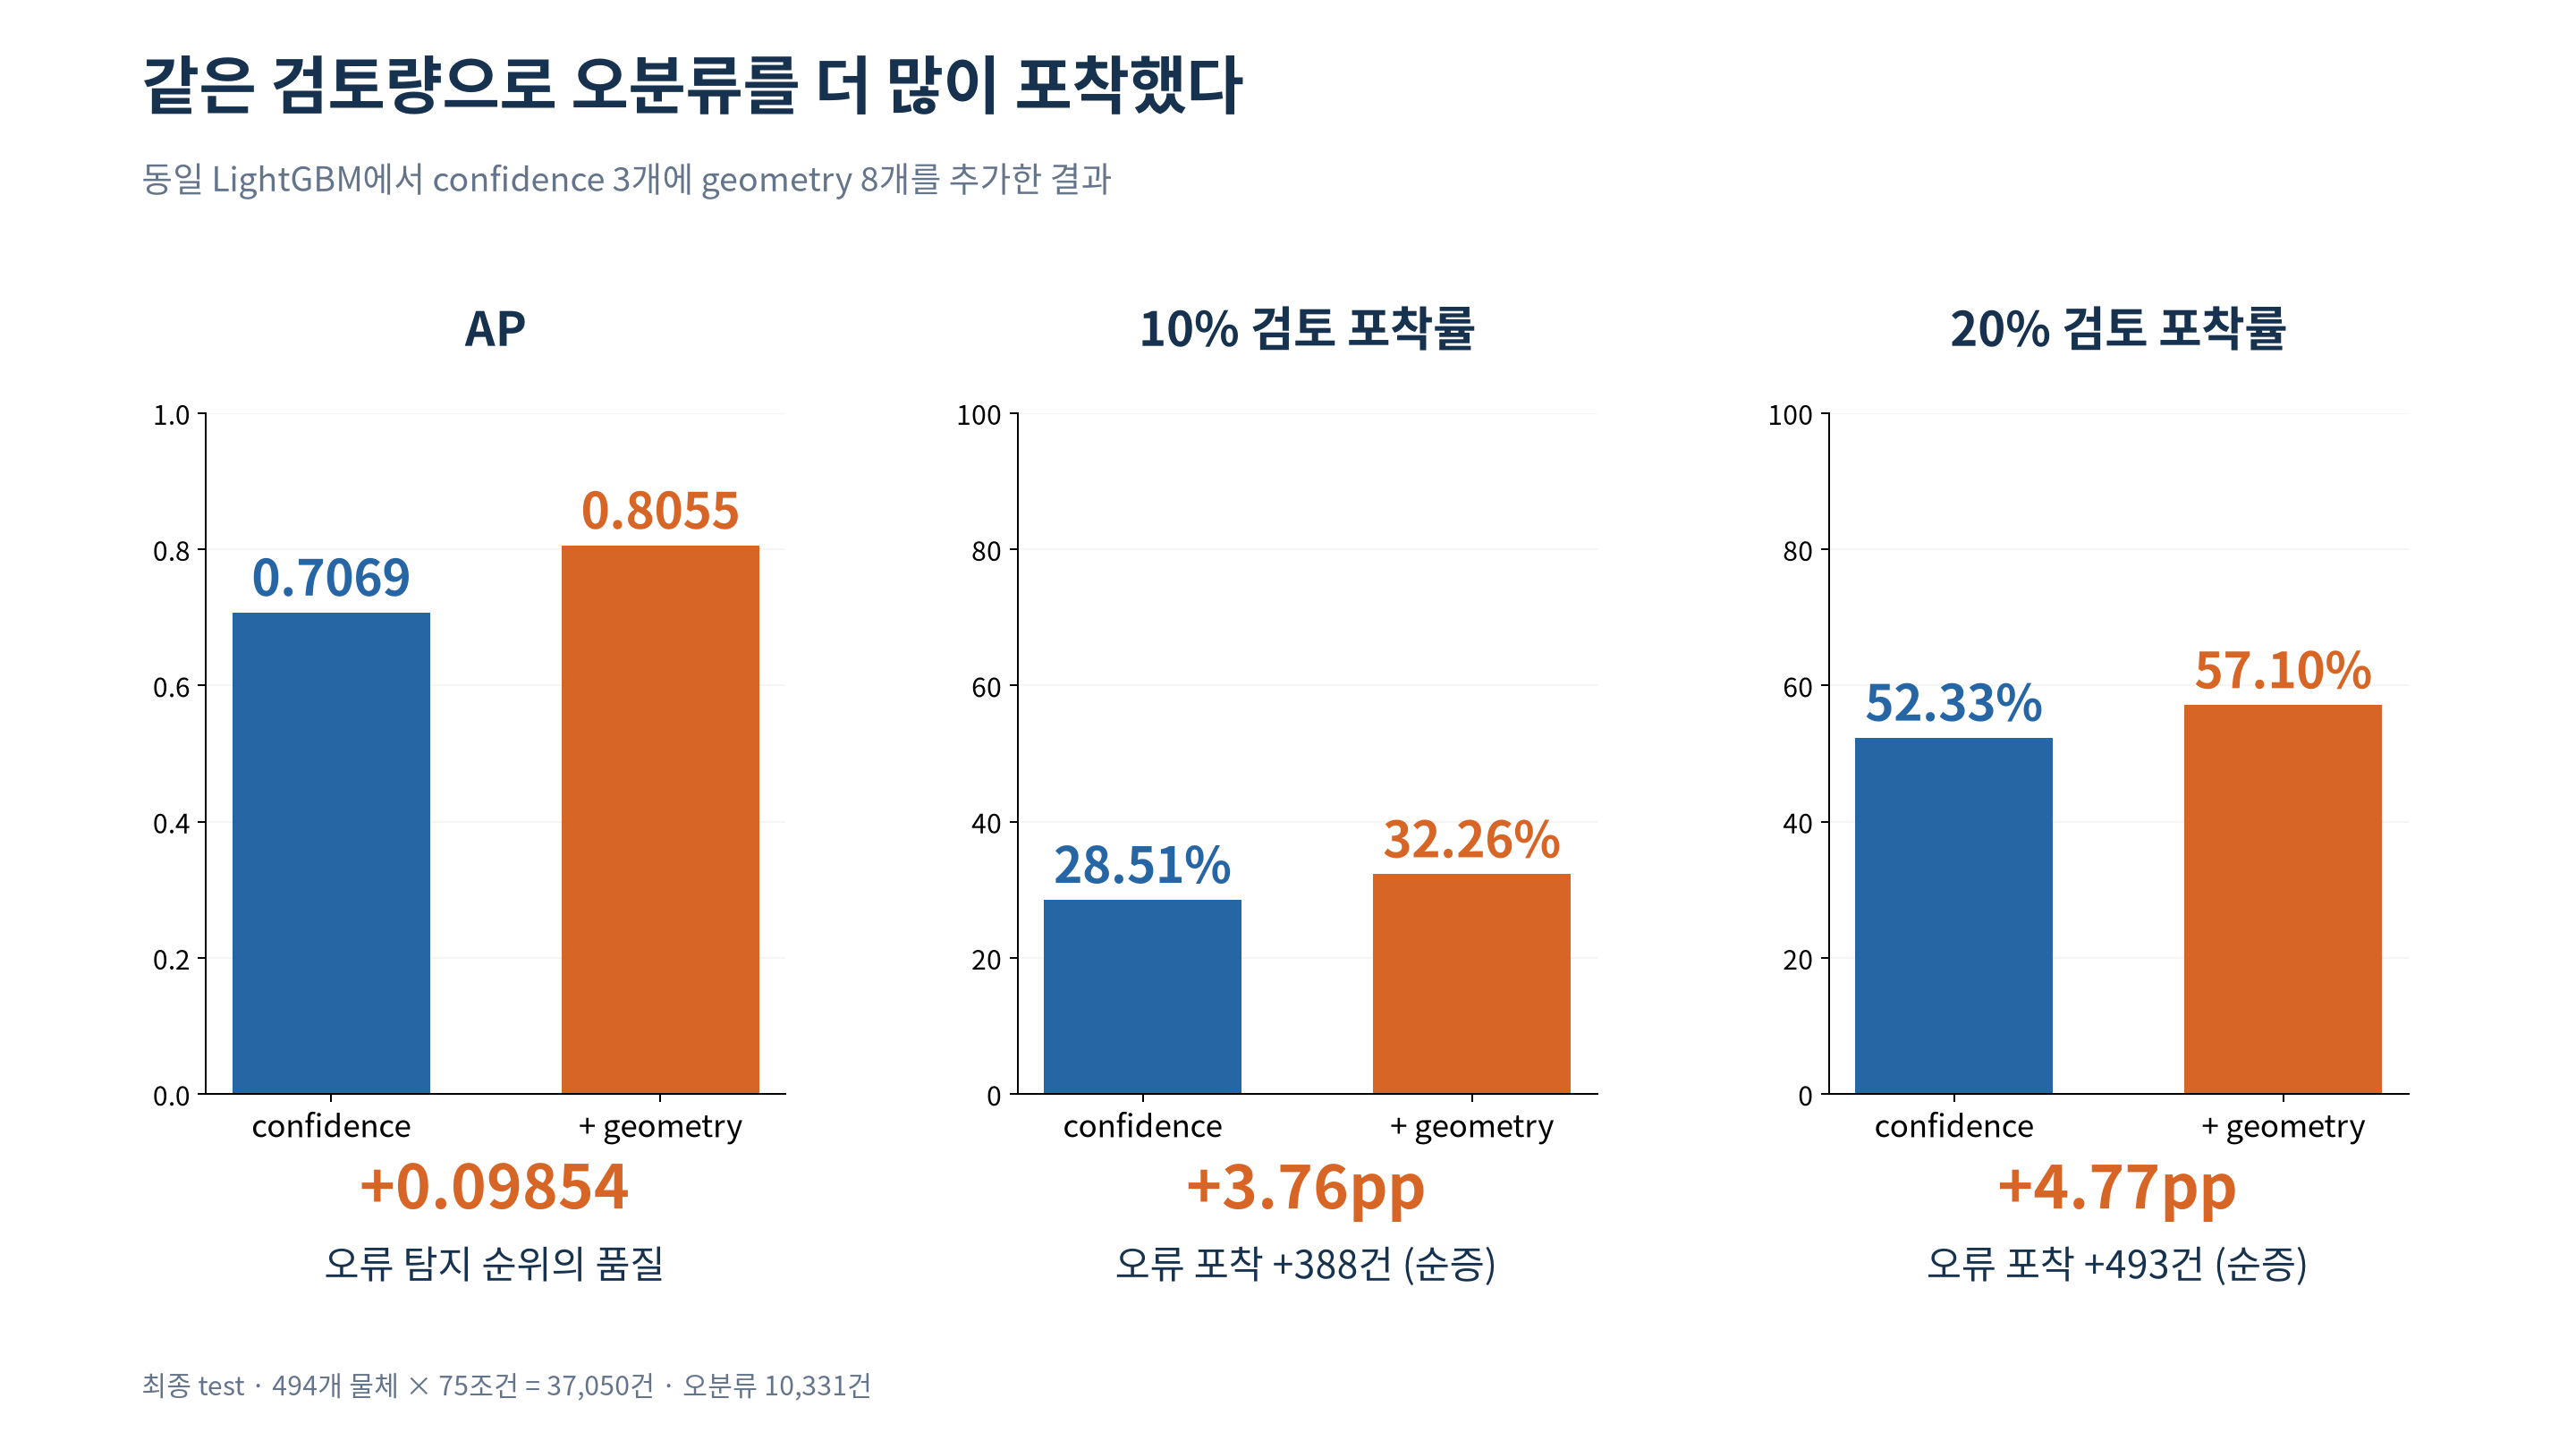 같은 검토량으로 오분류를 더 많이 포착했다
동일 LightGBM에서 confidence 3개에 geometry 8개를 추가한 결과
AP
1.0
0.8
0.6
0.4
0.2
0.0
0.7069
0.8055
confidence
+ geometry
+0.09854
오류 탐지 순위의 품질
10% 검토 포착률
100
80
60
40
20
0
28.51%
32.26%
confidence
+ geometry
+3.76pp
오류 포착 +388건 (순증)
20% 검토 포착률
100
80
60
40
20
0
52.33%
57.10%
confidence
+ geometry
+4.77pp
오류 포착 +493건 (순증)
최종 test · 494개 물체 × 75조건 = 37,050건 · 오분류 10,331건